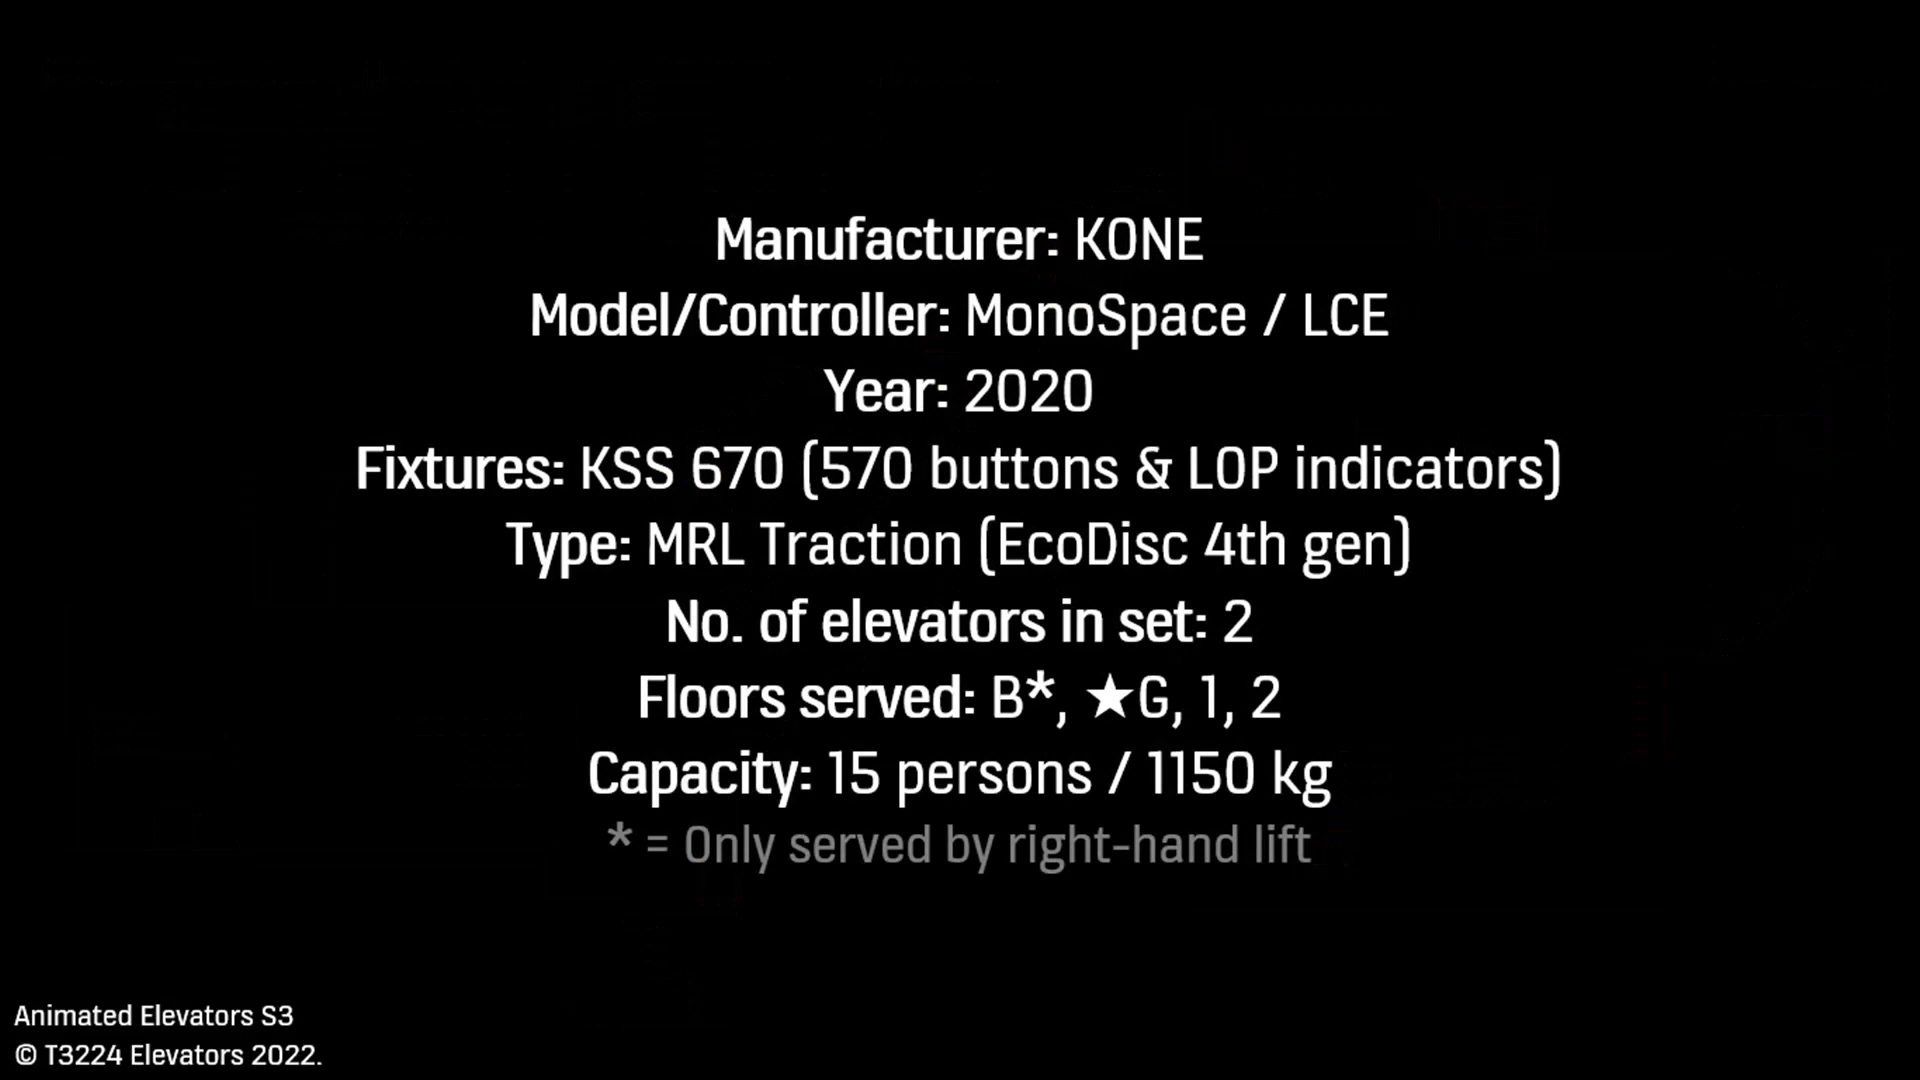 Manufacturer: KONE
Model/Controller: MonoSpace / LCE
Year: 2020
Fixtures: KSS 670 (570 buttons & LOP indicators)
Type: MRL Traction (EcoDisc 4th gen)
No. of elevators in set: 2
Floors served: B*, ★G, 1, 2
Capacity: 15 persons / 1150 kg
* = Only served by right-hand lift
Animated Elevators S3
© T3224 Elevators 2022.